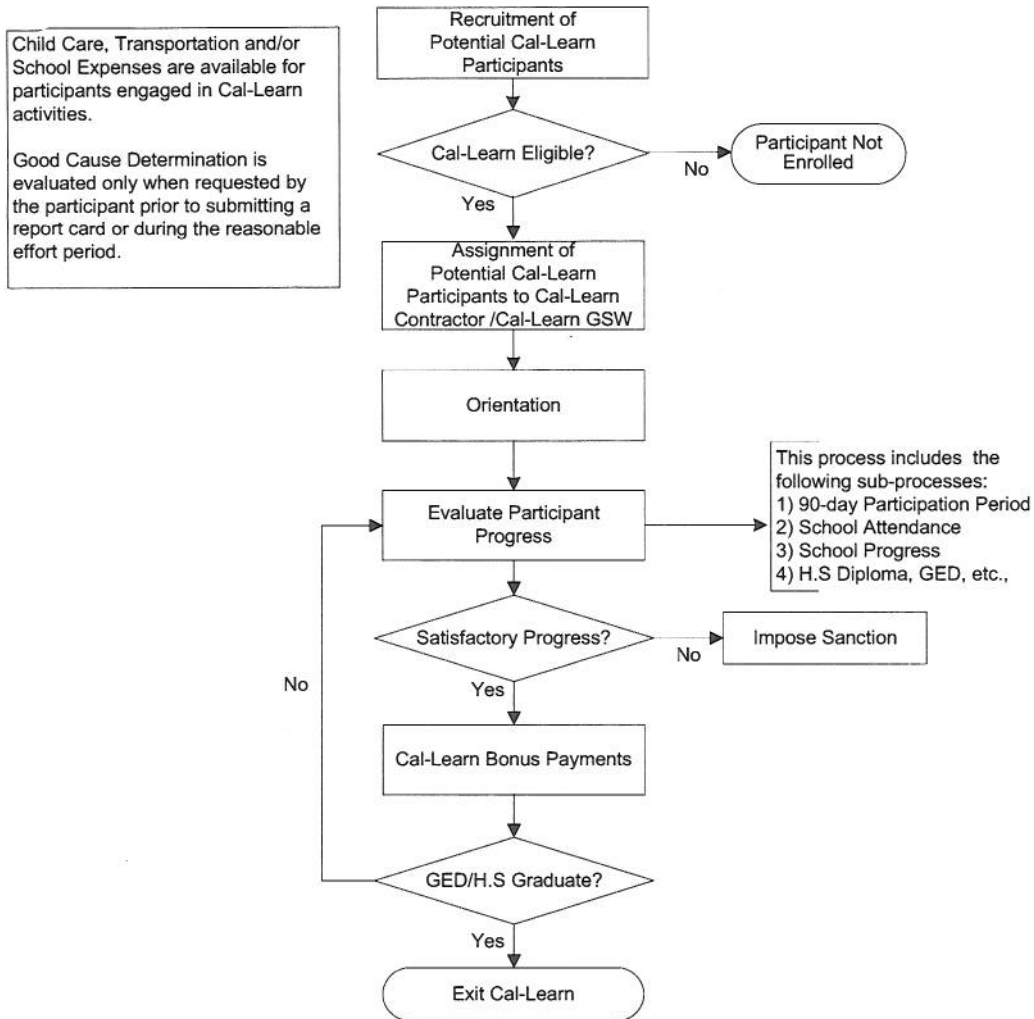 Child Care, Transportation and/or
School Expenses are available for
participants engaged in Cal-Learn
activities.
Good Cause Determination is
evaluated only when requested by
the participant prior to submitting a
report card or during the reasonable
effort period.
Recruitment of
Potential Cal-Learn
Participants
Cal-Learn Eligible?
No
Participant Not
Enrolled
Yes
Assignment of
Potential Cal-Learn
Participants to Cal-Learn
Contractor /Cal-Learn GSW
Orientation
Evaluate Participant
Progress
This process includes the
following sub-processes:
1) 90-day Participation Period
2) School Attendance
3) School Progress
4) H.S Diploma, GED, etc.,
Satisfactory Progress?
No
Impose Sanction
No
Yes
Cal-Learn Bonus Payments
GED/H.S Graduate?
Yes
Exit Cal-Learn